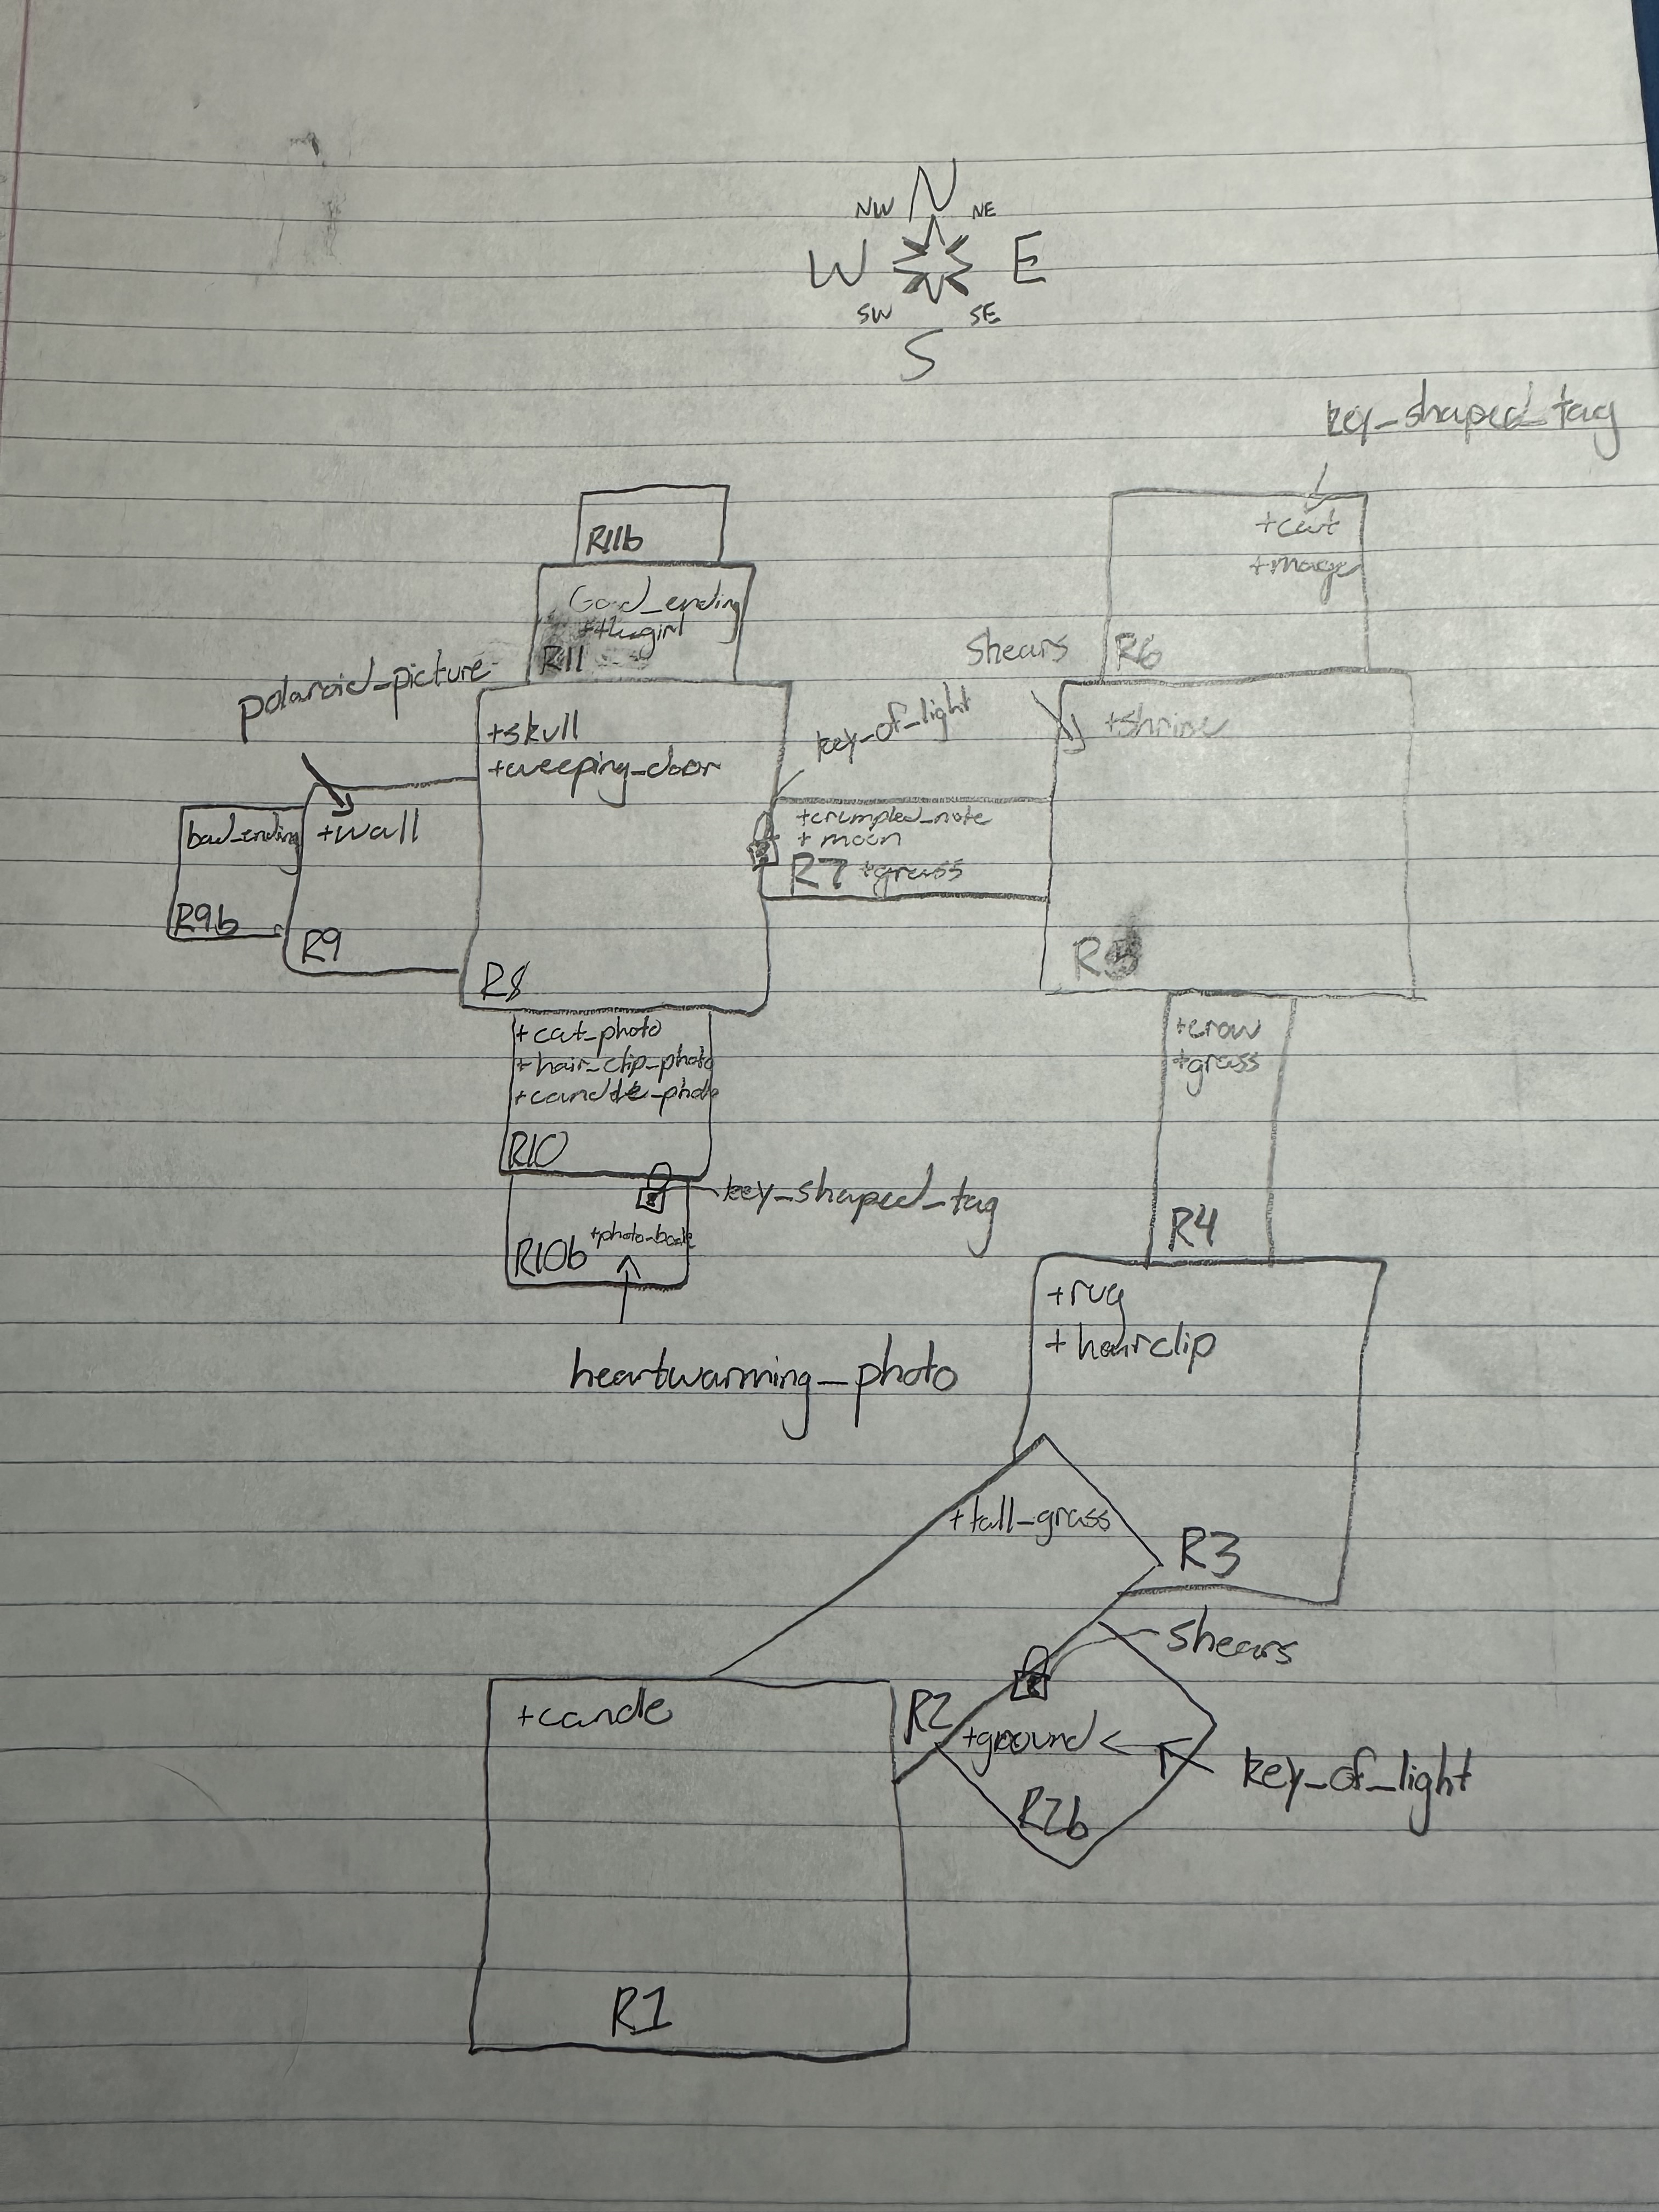 N
NW NE
W E
SW SE
S
key_shaped_tag
R11b
+cat
+mage
R6
Good_ending
++the girl
R11
polaroid_picture
shears
+skull
+weeping_door
R8
key_of_light
+shrine
R5
bad_ending
R9b
+wall
R9
+crumpled_note
+ moon
R7 +grass
+ cat_photo
+hair_clip_photo
+candle_photo
R10
+crow
+grass
R4
key_shaped_tag
+photo_book
R10b
heartwarming_photo
+rug
+ hairclip
R3
+tall_grass
R2
shears
+candle
R1
+ground
R2b
key_of_light